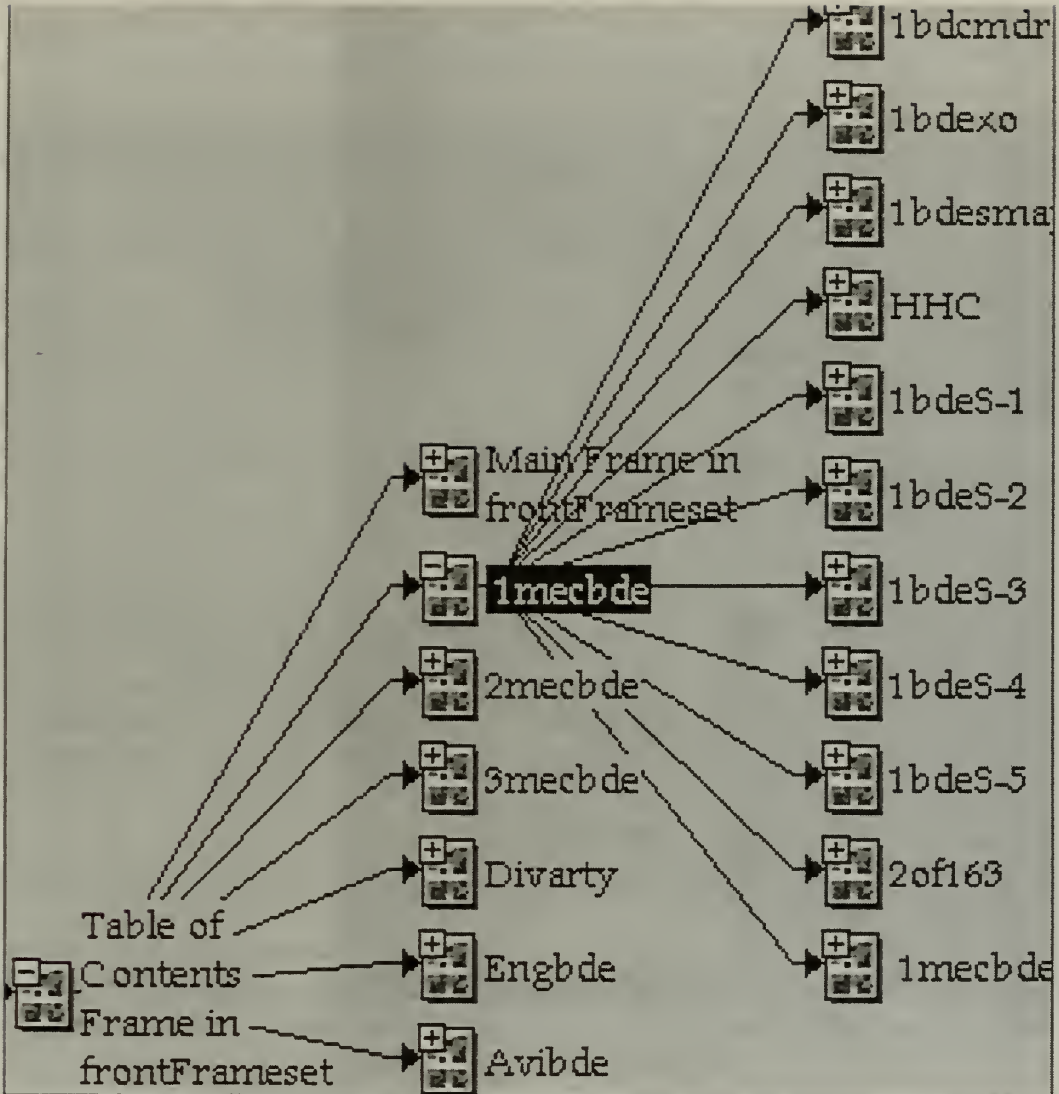 1bdcmdr
1bdexo
1bdesma
HHC
1bdeS-1
Main Frame in
frontFrameset
1bdeS-2
1mecbde
1bdeS-3
2mecbde
1bdeS-4
3mecbde
1bdeS-5
Divarty
2of163
Table of
Contents
Frame in
frontFrameset
Engbde
1mecbde
Avibde